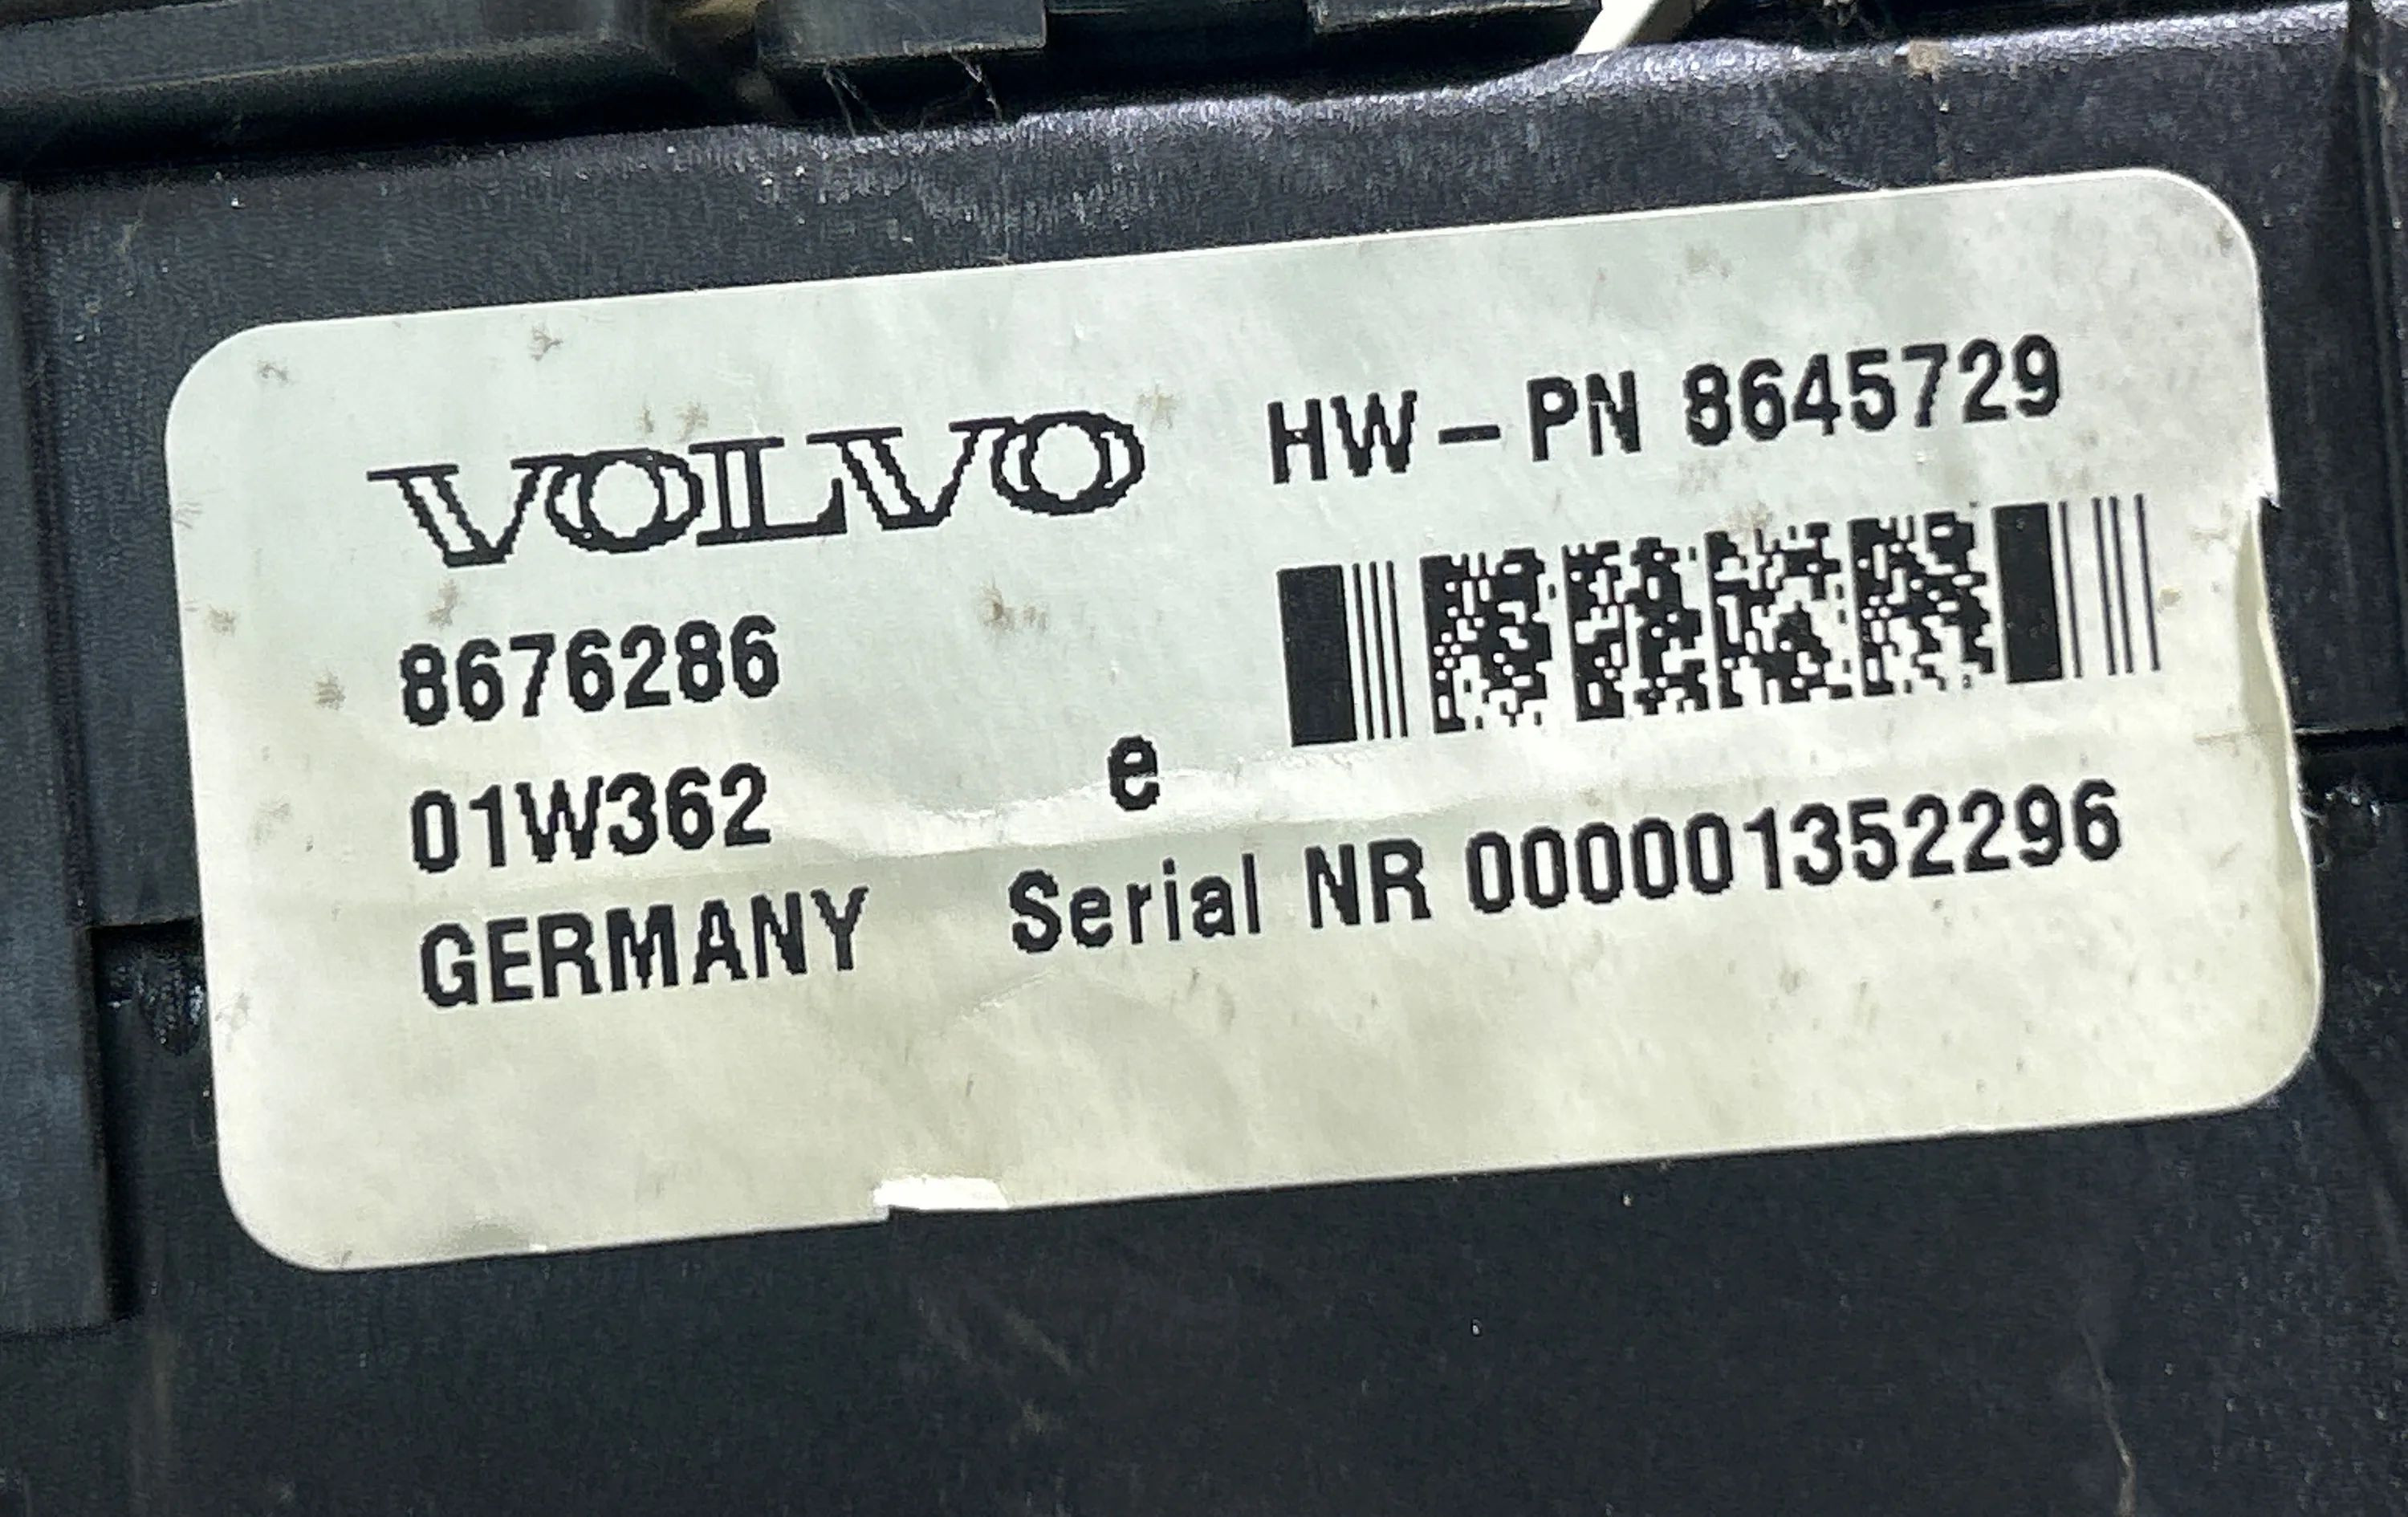 VOLVO HW-PN 8645729
8676286
01W362 e
GERMANY Serial NR 000001352296